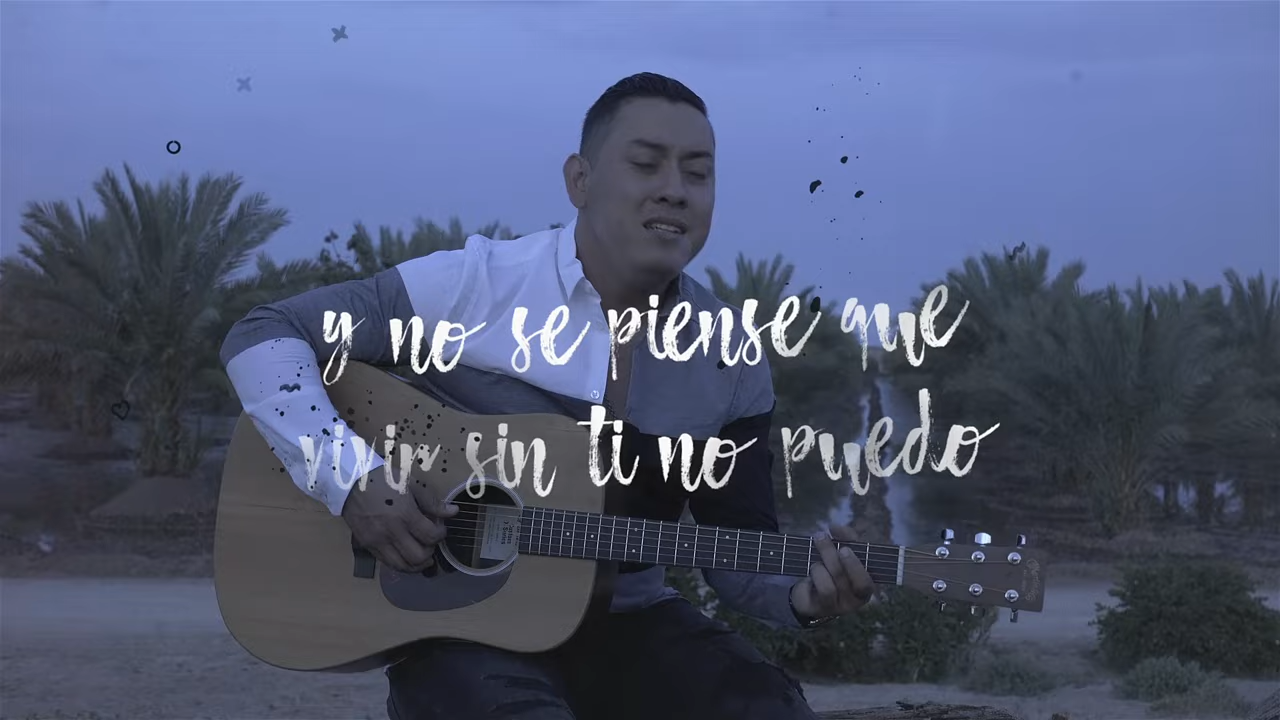 y no se piense que
vivir sin ti no puedo